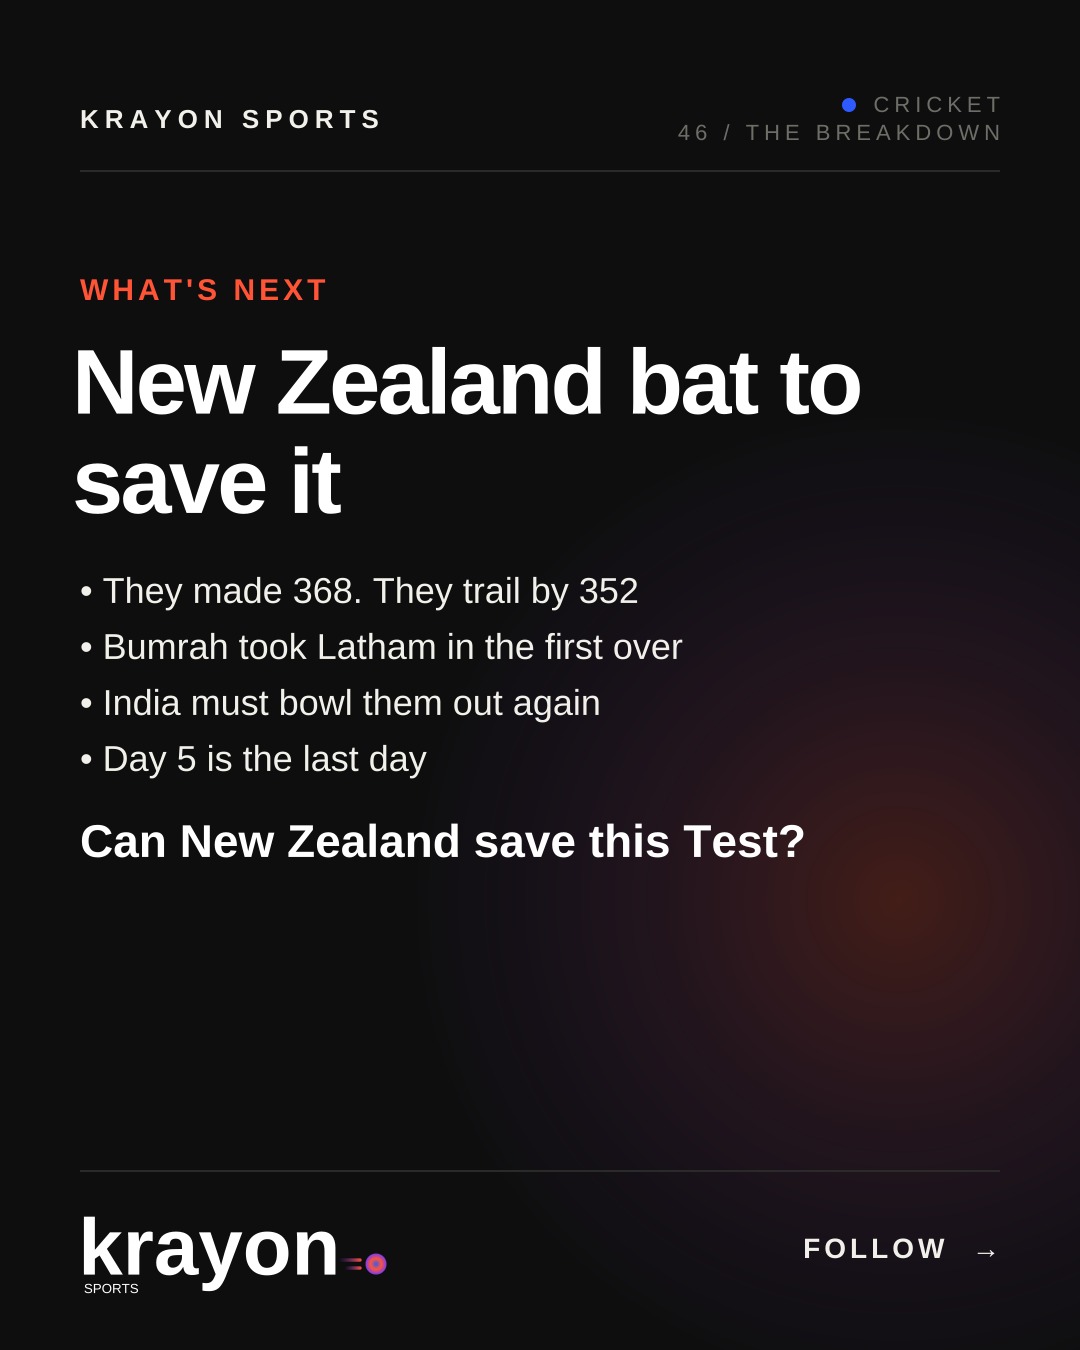 KRAYON SPORTS
● CRICKET
46 / THE BREAKDOWN
WHAT'S NEXT
New Zealand bat to
save it
• They made 368. They trail by 352
• Bumrah took Latham in the first over
• India must bowl them out again
• Day 5 is the last day
Can New Zealand save this Test?
krayon
SPORTS
FOLLOW →